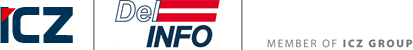 ICZ
Del
INFO
MEMBER OF ICZ GROUP